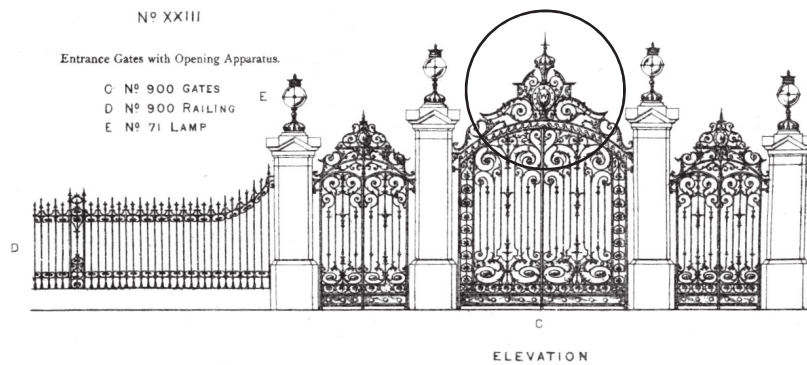 Nº XXIII
Entrance Gates with Opening Apparatus.
C Nº 900 GATES
D Nº 900 RAILING
E Nº 71 LAMP
E
D
C
ELEVATION